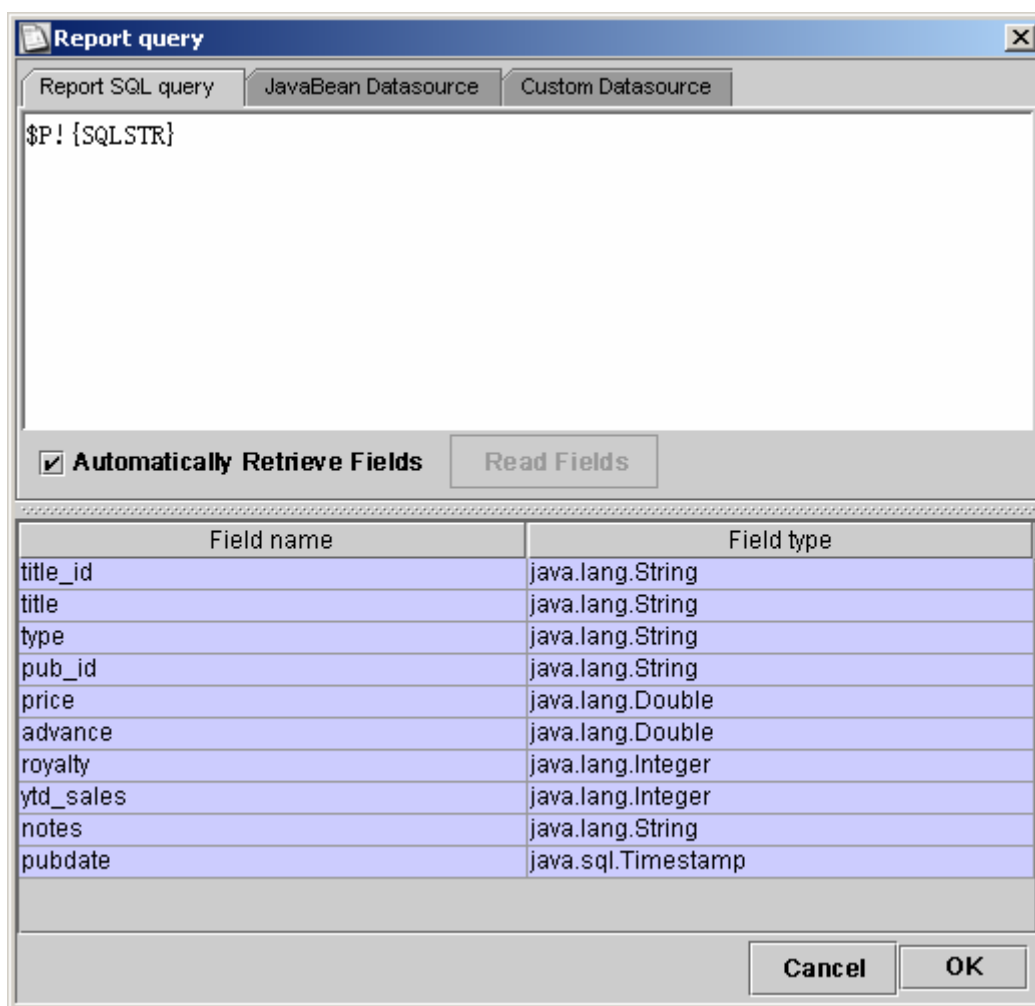 Report query
Report SQL query JavaBean Datasource Custom Datasource
$P!{SQLSTR}
Automatically Retrieve Fields Read Fields
Field name Field type
title_id java.lang.String
title java.lang.String
type java.lang.String
pub_id java.lang.String
price java.lang.Double
advance java.lang.Double
royalty java.lang.Integer
ytd_sales java.lang.Integer
notes java.lang.String
pubdate java.sql.Timestamp
Cancel OK